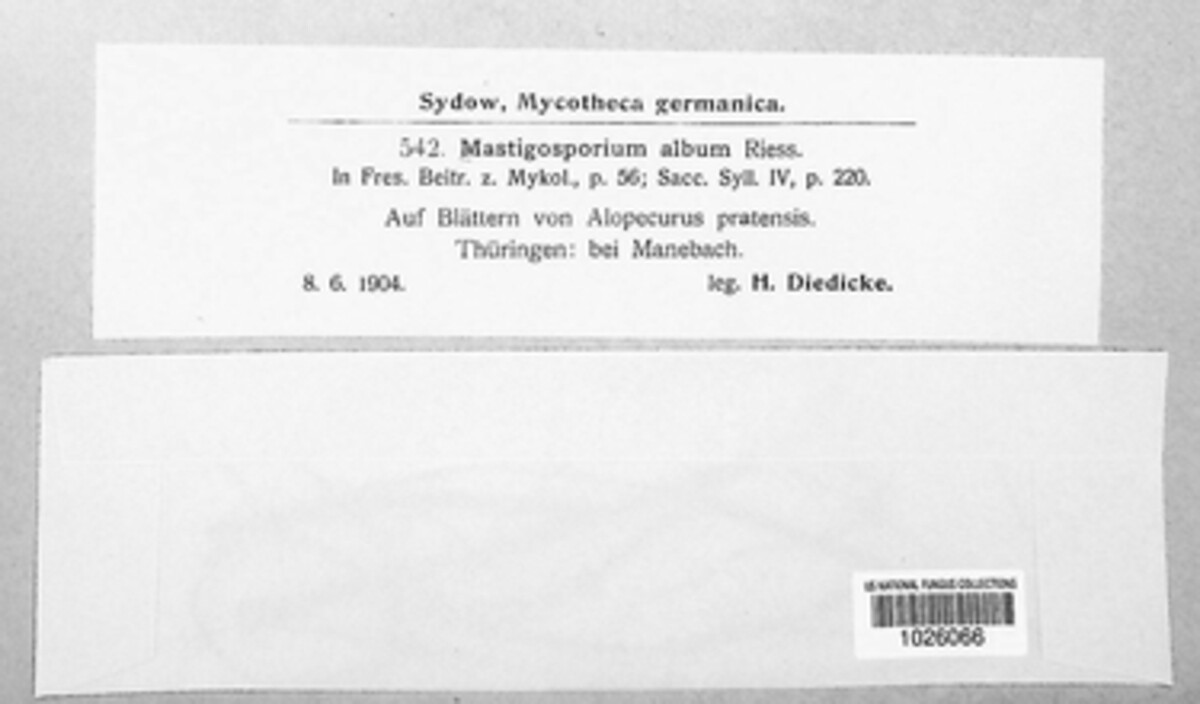 Sydow, Mycotheca germanica.
542. Mastigosporium album Riess.
In Fres. Beitr. z. Mykol., p. 56; Sacc. Syll. IV, p. 220.
Auf Blättern von Alopecurus pratensis.
Thüringen: bei Manebach.
8. 6. 1904. leg. H. Diedicke.
US NATIONAL FUNGUS COLLECTIONS
1026066